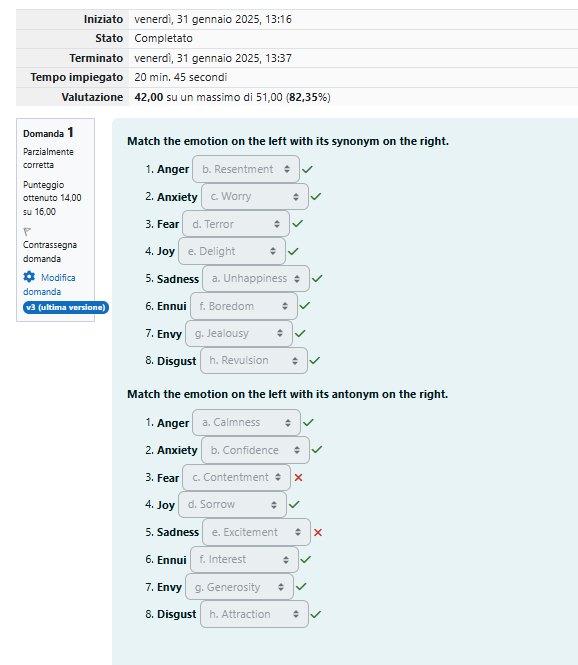 Iniziato venerdì, 31 gennaio 2025, 13:16
Stato Completato
Terminato venerdì, 31 gennaio 2025, 13:37
Tempo impiegato 20 min. 45 secondi
Valutazione 42,00 su un massimo di 51,00 (82,35%)
Domanda 1
Parzialmente
corretta
Punteggio
ottenuto 14,00
su 16,00
Contrassegna
domanda
Modifica
domanda
v3 (ultima versione)
Match the emotion on the left with its synonym on the right.
1. Anger b. Resentment
2. Anxiety c. Worry
3. Fear d. Terror
4. Joy e. Delight
5. Sadness a. Unhappiness
6. Ennui f. Boredom
7. Envy g. Jealousy
8. Disgust h. Revulsion
Match the emotion on the left with its antonym on the right.
1. Anger a. Calmness
2. Anxiety b. Confidence
3. Fear c. Contentment
4. Joy d. Sorrow
5. Sadness e. Excitement
6. Ennui f. Interest
7. Envy g. Generosity
8. Disgust h. Attraction